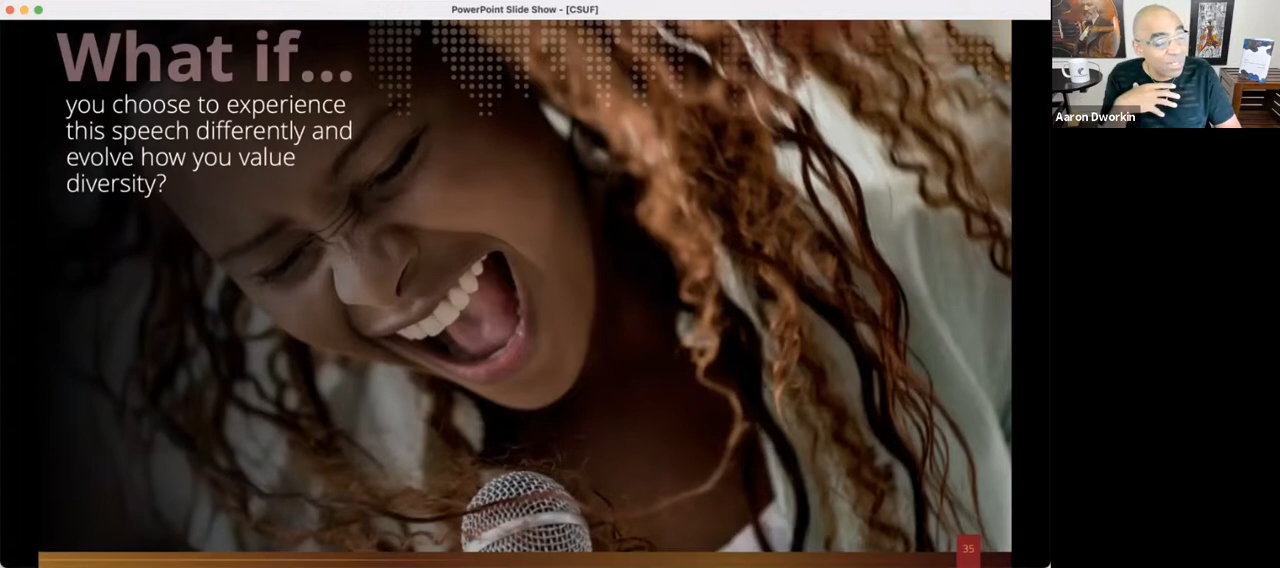 PowerPoint Slide Show - [CSUF]
What if...
you choose to experience
this speech differently and
evolve how you value
diversity?
35
Aaron Dworkin